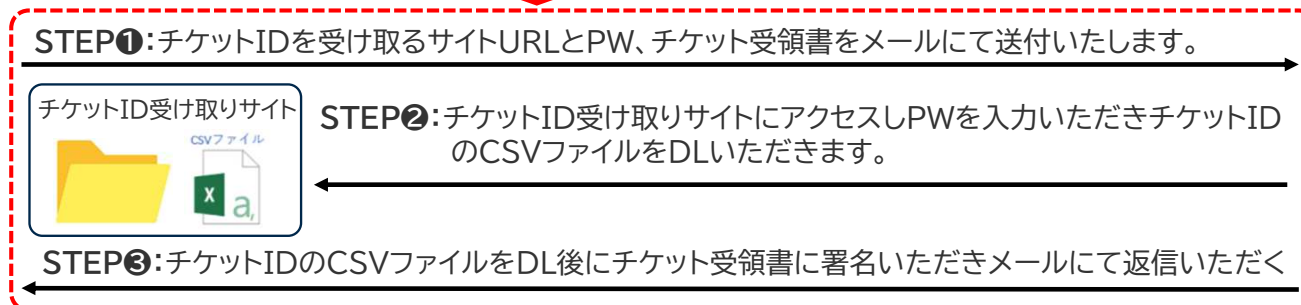 STEP❶:チケットIDを受け取るサイトURLとPW、チケット受領書をメールにて送付いたします。
チケットID受け取りサイト
CSVファイル
X a,
STEP❷:チケットID受け取りサイトにアクセスしPWを入力いただきチケットID
のCSVファイルをDLいただきます。
STEP❸:チケットIDのCSVファイルをDL後にチケット受領書に署名いただきメールにて返信いただく